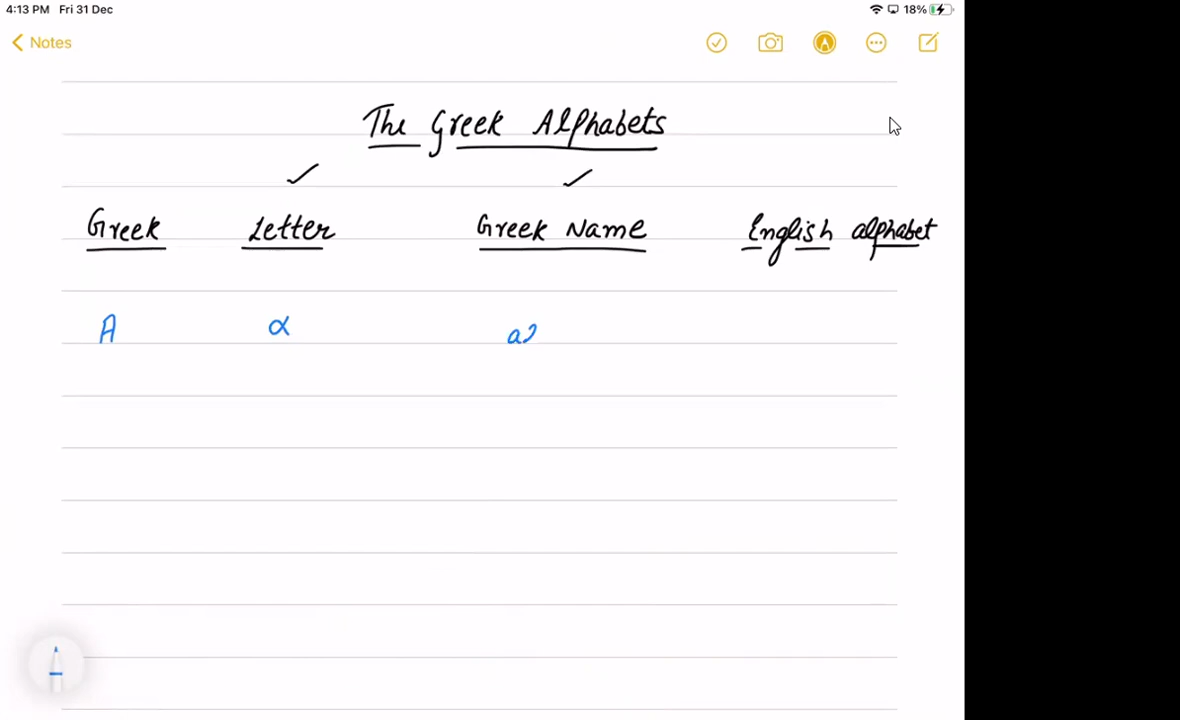 4:13 PM Fri 31 Dec 18%
Notes
The Greek Alphabets
Greek Letter Greek Name English alphabet
A α